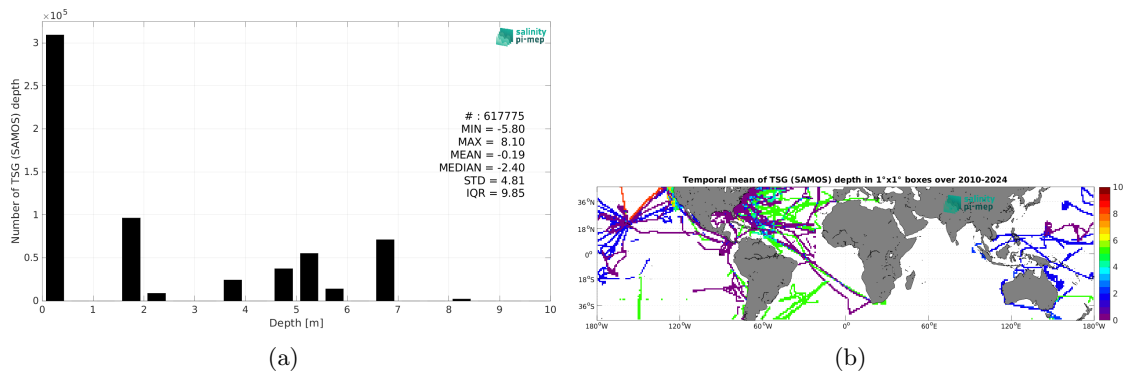 ×10⁵
3
2.5
2
1.5
1
0.5
0
0 1 2 3 4 5 6 7 8 9 10
Depth [m]
Number of TSG (SAMOS) depth
salinity
pi-mep
# : 617775
MIN = -5.80
MAX = 8.10
MEAN = -0.19
MEDIAN = -2.40
STD = 4.81
IQR = 9.85
(a)
Temporal mean of TSG (SAMOS) depth in 1°x1° boxes over 2010-2024
salinity
pi-mep
36°N
18°N
0°
18°S
36°S
180°W 120°W 60°W 0° 60°E 120°E 180°W
10
8
6
4
2
0
(b)